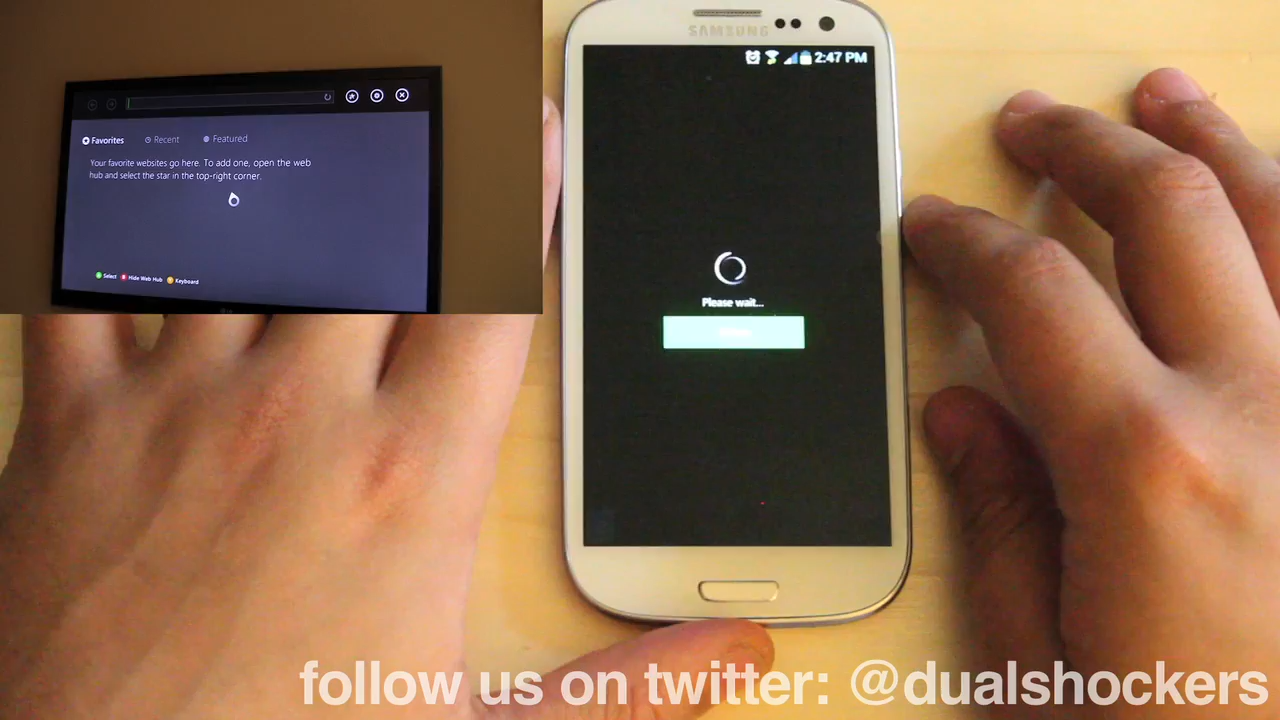 SAMSUNG
2:47 PM
Favorites
Recent
Featured
Your favorite websites go here. To add one, open the web
hub and select the star in the top-right corner.
Select
Hide Web Hub
Keyboard
Please wait...
follow us on twitter: @dualshockers